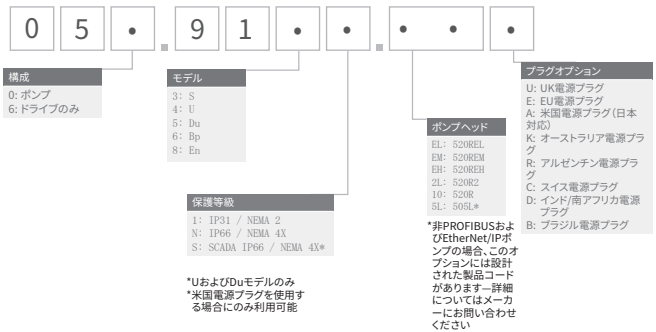 0 5 • . 9 1 • • . • • •
構成
0: ポンプ
6: ドライブのみ
モデル
3: S
4: U
5: Du
6: Bp
8: En
保護等級
1: IP31 / NEMA 2
N: IP66 / NEMA 4X
S: SCADA IP66 / NEMA 4X*
*UおよびDuモデルのみ
*米国電源プラグを使用す
る場合にのみ利用可能
ポンプヘッド
EL: 520REL
EM: 520REM
EH: 520REH
2L: 520R2
10: 520R
5L: 505L*
*非PROFIBUSおよ
びEtherNet/IPポ
ンプの場合、このオ
プションには設計
された製品コード
があります—詳細
についてはメーカ
ーにお問い合わせ
ください
プラグオプション
U: UK電源プラグ
E: EU電源プラグ
A: 米国電源プラグ(日本
対応)
K: オーストラリア電源プラ
グ
R: アルゼンチン電源プラ
グ
C: スイス電源プラグ
D: インド/南アフリカ電源
プラグ
B: ブラジル電源プラグ